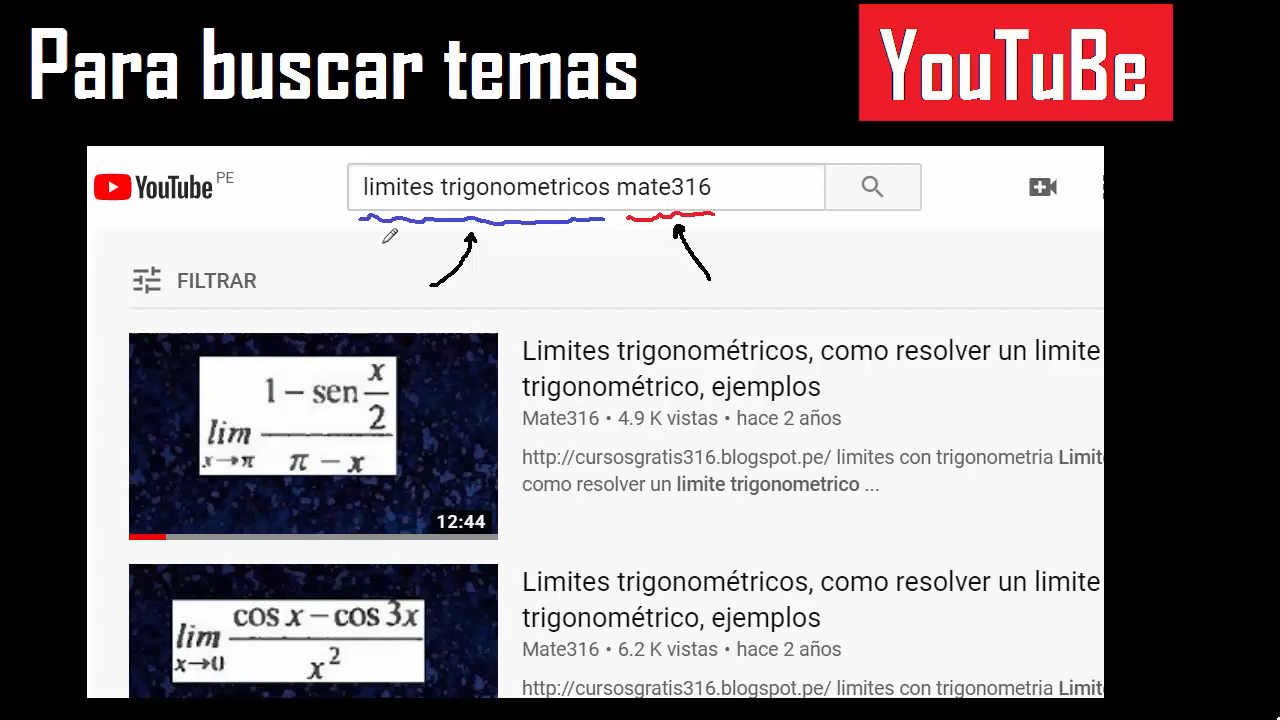 Para buscar temas
YouTuBe
YouTube PE
limites trigonometricos mate316
FILTRAR
1 – sen x/2
lim
x→π
π – x
12:44
Limites trigonométricos, como resolver un limite
trigonométrico, ejemplos
Mate316 • 4.9 K vistas • hace 2 años
http://cursosgratis316.blogspot.pe/ limites con trigonometria Limit
como resolver un limite trigonometrico ...
cos x – cos 3x
lim
x→0
x²
Limites trigonométricos, como resolver un limite
trigonométrico, ejemplos
Mate316 • 6.2 K vistas • hace 2 años
http://cursosgratis316.blogspot.pe/ limites con trigonometria Limit